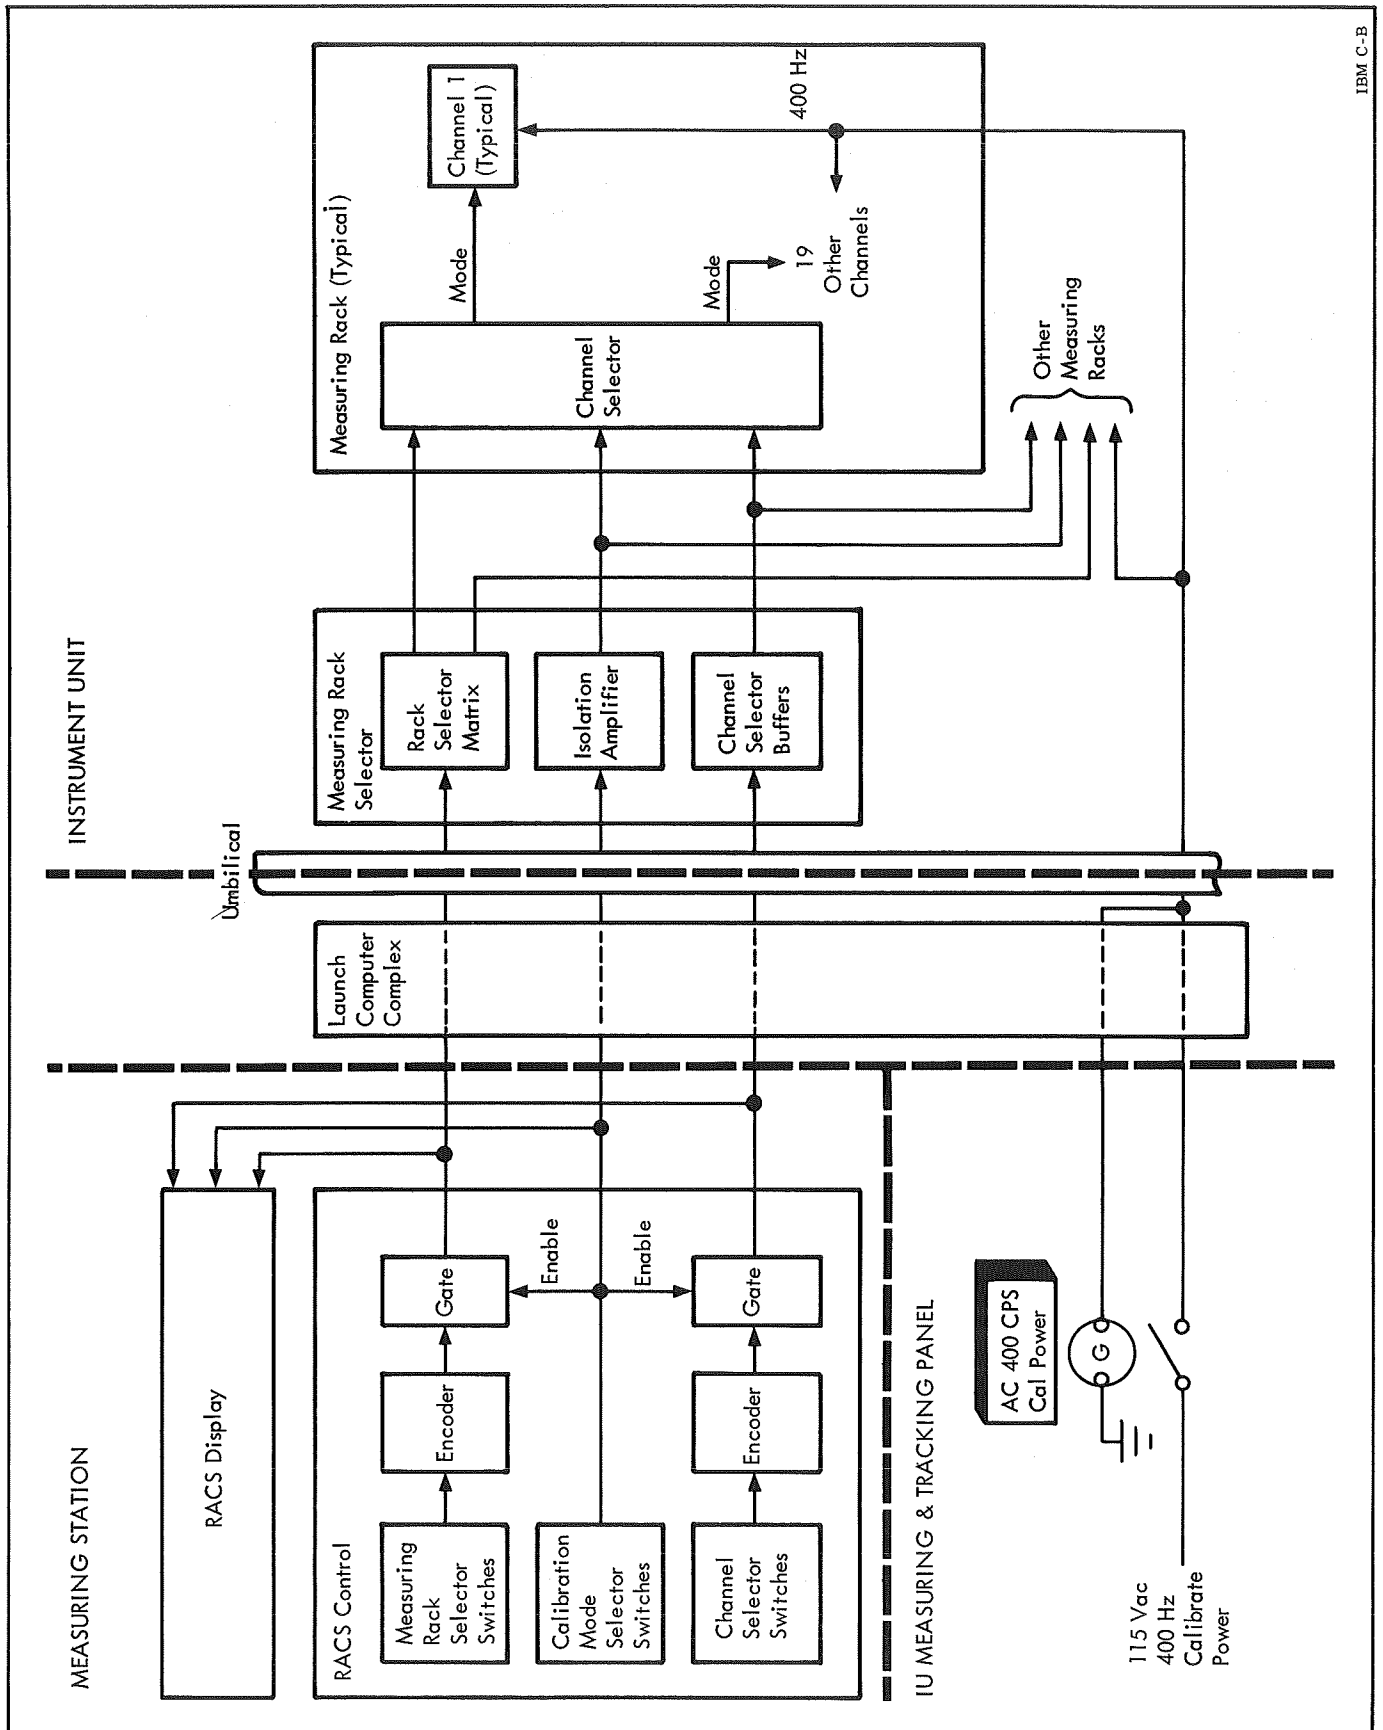 MEASURING STATION
RACS Display
RACS Control
Measuring
Rack
Selector
Switches
Encoder
Gate
Enable
Calibration
Mode
Selector
Switches
Enable
Channel
Selector
Switches
Encoder
Gate
IU MEASURING & TRACKING PANEL
AC 400 CPS
Cal Power
G
115 Vac
400 Hz
Calibrate
Power
Launch
Computer
Complex
Umbilical
INSTRUMENT UNIT
Measuring Rack
Selector
Rack
Selector
Matrix
Isolation
Amplifier
Channel
Selector
Buffers
Measuring Rack (Typical)
Channel
Selector
Mode
Channel 1
(Typical)
Mode
19
Other
Channels
400 Hz
Other
Measuring
Racks
IBM C-B